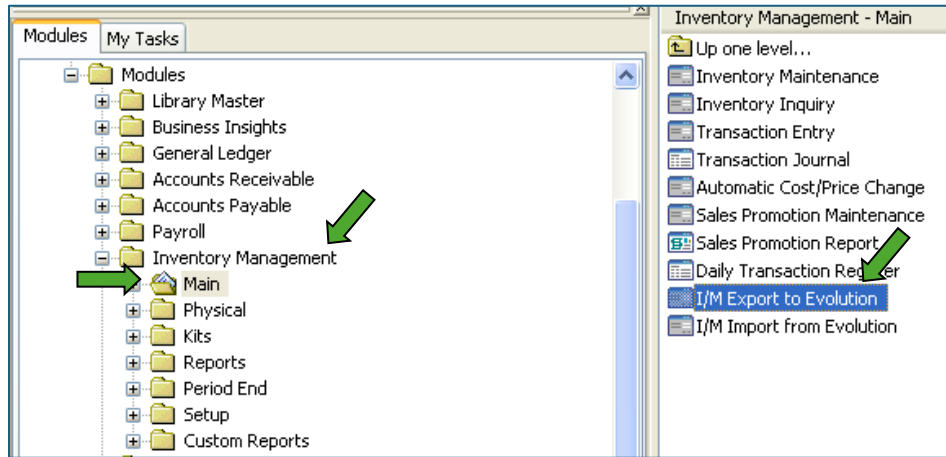 Modules
My Tasks
Modules
Library Master
Business Insights
General Ledger
Accounts Receivable
Accounts Payable
Payroll
Inventory Management
Main
Physical
Kits
Reports
Period End
Setup
Custom Reports
Inventory Management - Main
Up one level...
Inventory Maintenance
Inventory Inquiry
Transaction Entry
Transaction Journal
Automatic Cost/Price Change
Sales Promotion Maintenance
Sales Promotion Report
Daily Transaction Register
I/M Export to Evolution
I/M Import from Evolution